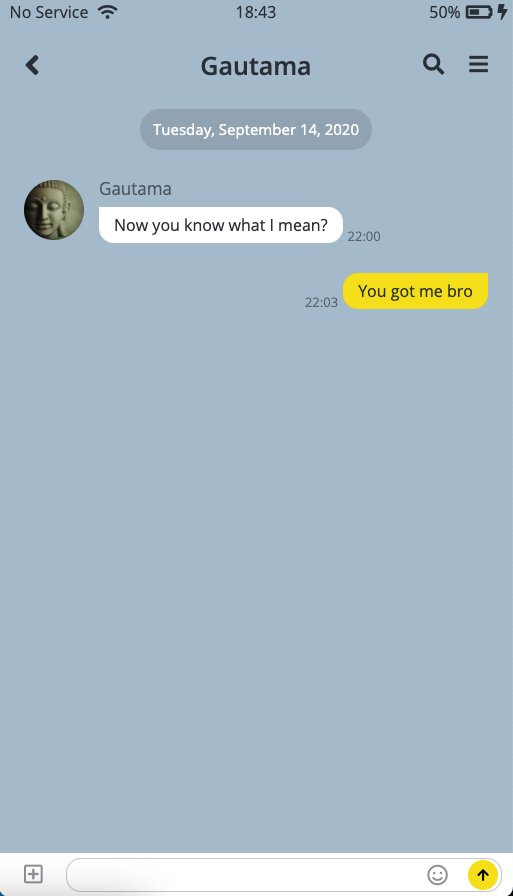 No Service 18:43 50%
Gautama
Tuesday, September 14, 2020
Gautama
Now you know what I mean?
22:00
You got me bro
22:03